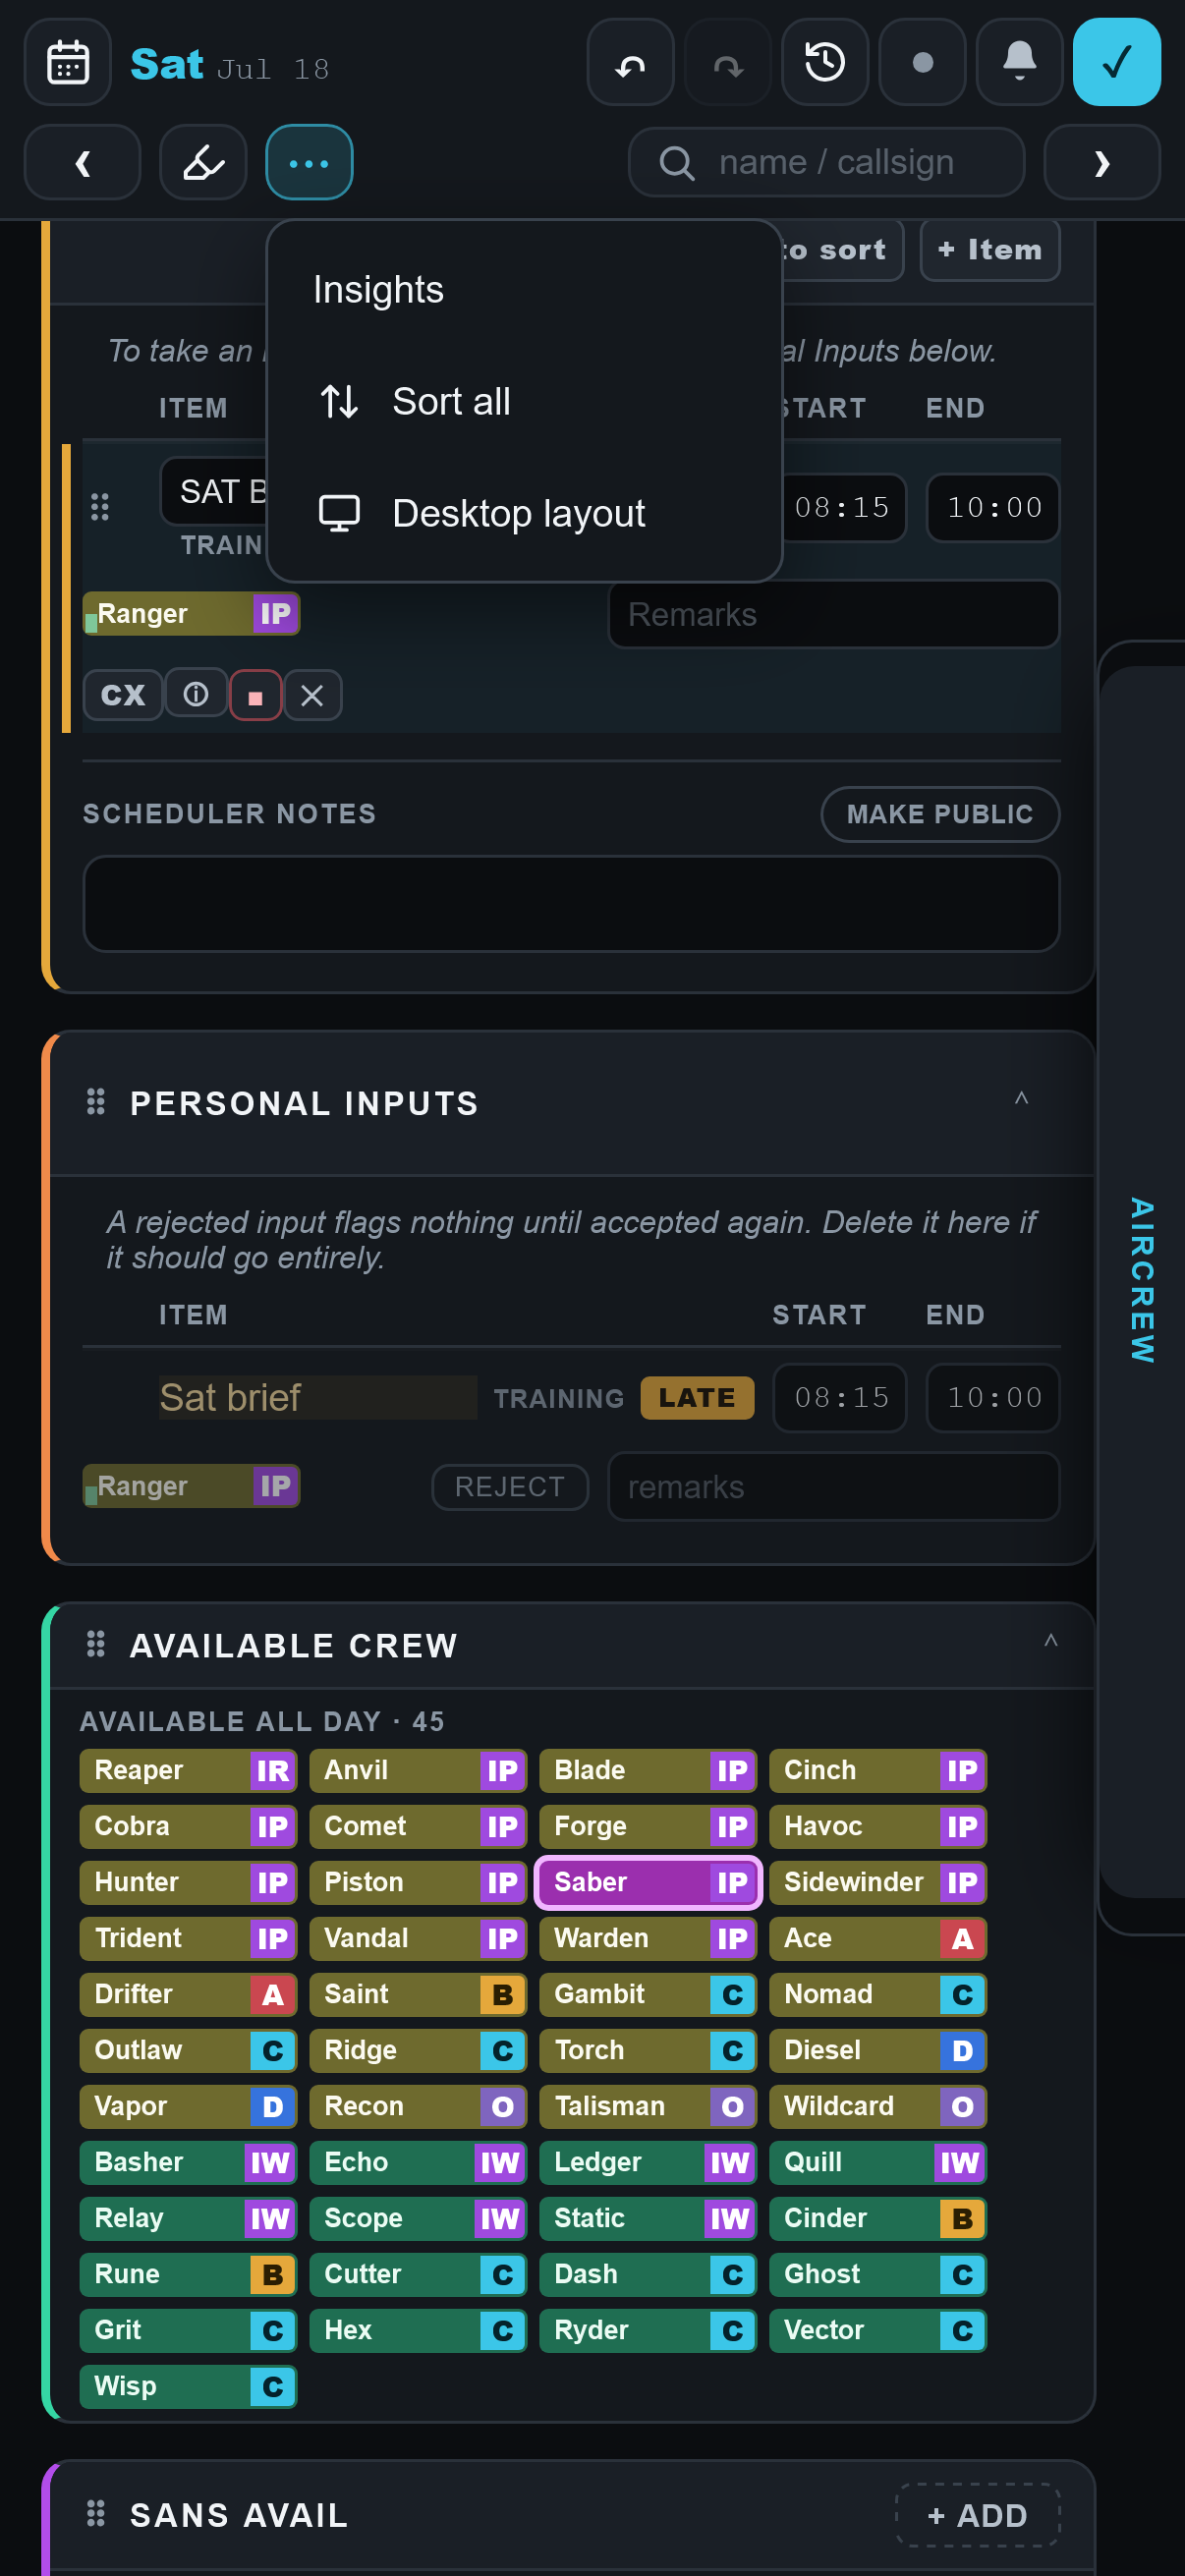 Sat Jul 18
name / callsign
to sort + Item
Insights
Sort all
Desktop layout
To take an
al Inputs below.
ITEM START END
SAT B 08:15 10:00
TRAIN
Ranger IP Remarks
CX
SCHEDULER NOTES MAKE PUBLIC
PERSONAL INPUTS
A rejected input flags nothing until accepted again. Delete it here if
it should go entirely.
ITEM START END
Sat brief TRAINING LATE 08:15 10:00
Ranger IP REJECT remarks
AIRCREW
AVAILABLE CREW
AVAILABLE ALL DAY · 45
Reaper IR Anvil IP Blade IP Cinch IP
Cobra IP Comet IP Forge IP Havoc IP
Hunter IP Piston IP Saber IP Sidewinder IP
Trident IP Vandal IP Warden IP Ace A
Drifter A Saint B Gambit C Nomad C
Outlaw C Ridge C Torch C Diesel D
Vapor D Recon O Talisman O Wildcard O
Basher IW Echo IW Ledger IW Quill IW
Relay IW Scope IW Static IW Cinder B
Rune B Cutter C Dash C Ghost C
Grit C Hex C Ryder C Vector C
Wisp C
SANS AVAIL + ADD